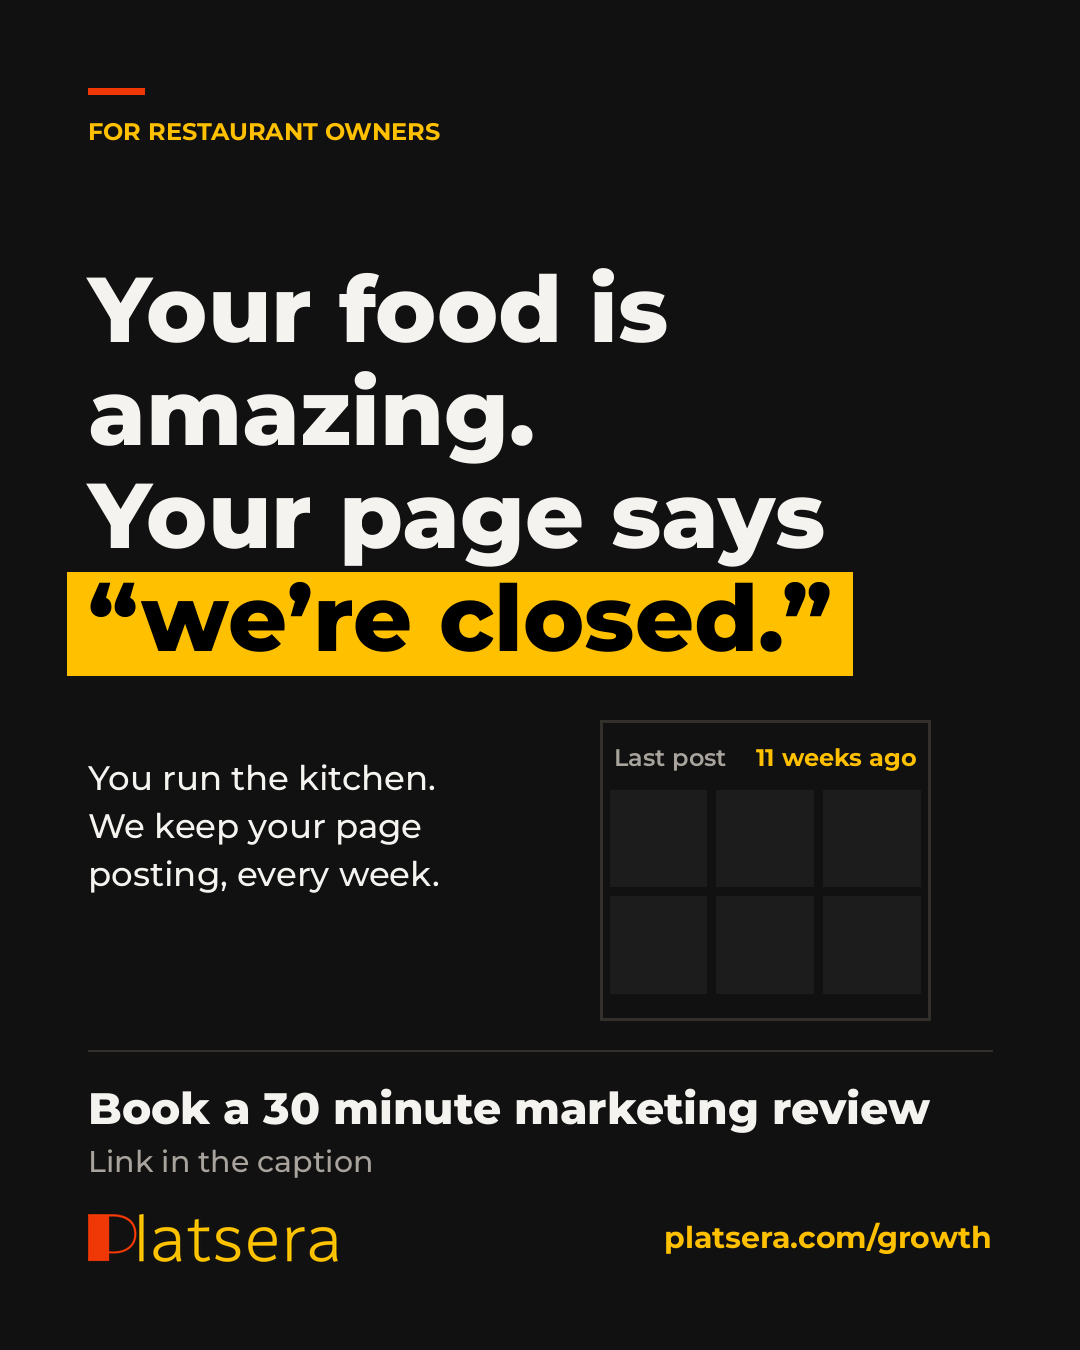 FOR RESTAURANT OWNERS
Your food is
amazing.
Your page says
“we’re closed.”
You run the kitchen.
We keep your page
posting, every week.
Last post 11 weeks ago
Book a 30 minute marketing review
Link in the caption
Platsera
platsera.com/growth